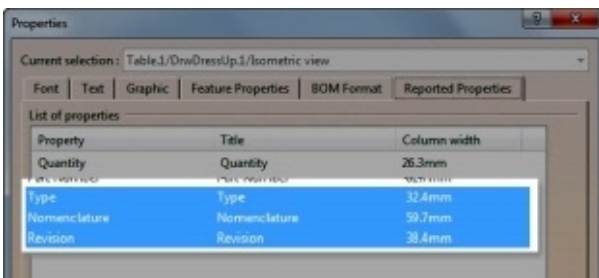 Properties
Current selection: Table.1/DrwDressUp.1/Isometric view
Font Text Graphic Feature Properties BOM Format Reported Properties
List of properties
Property Title Column width
Quantity Quantity 26.3mm
Type Type 32.4mm
Nomenclature Nomenclature 59.7mm
Revision Revision 38.4mm